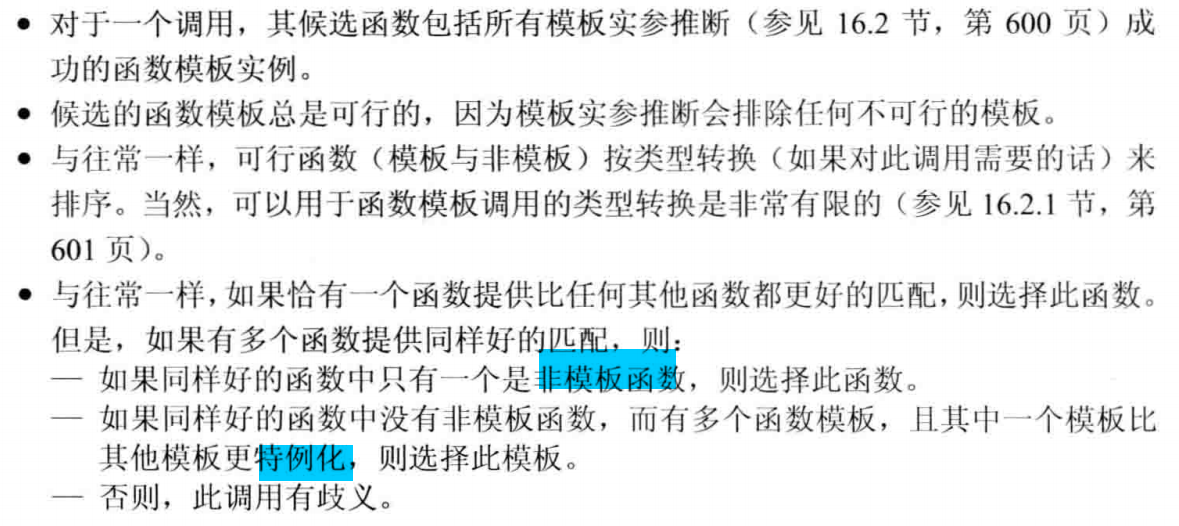 • 对于一个调用，其候选函数包括所有模板实参推断（参见 16.2 节，第 600 页）成
功的函数模板实例。
• 候选的函数模板总是可行的，因为模板实参推断会排除任何不可行的模板。
• 与往常一样，可行函数（模板与非模板）按类型转换（如果对此调用需要的话）来
排序。当然，可以用于函数模板调用的类型转换是非常有限的（参见 16.2.1 节，第
601 页）。
• 与往常一样，如果恰有一个函数提供比任何其他函数都更好的匹配，则选择此函数。
但是，如果有多个函数提供同样好的匹配，则：
— 如果同样好的函数中只有一个是非模板函数，则选择此函数。
— 如果同样好的函数中没有非模板函数，而有多个函数模板，且其中一个模板比
其他模板更特例化，则选择此模板。
— 否则，此调用有歧义。